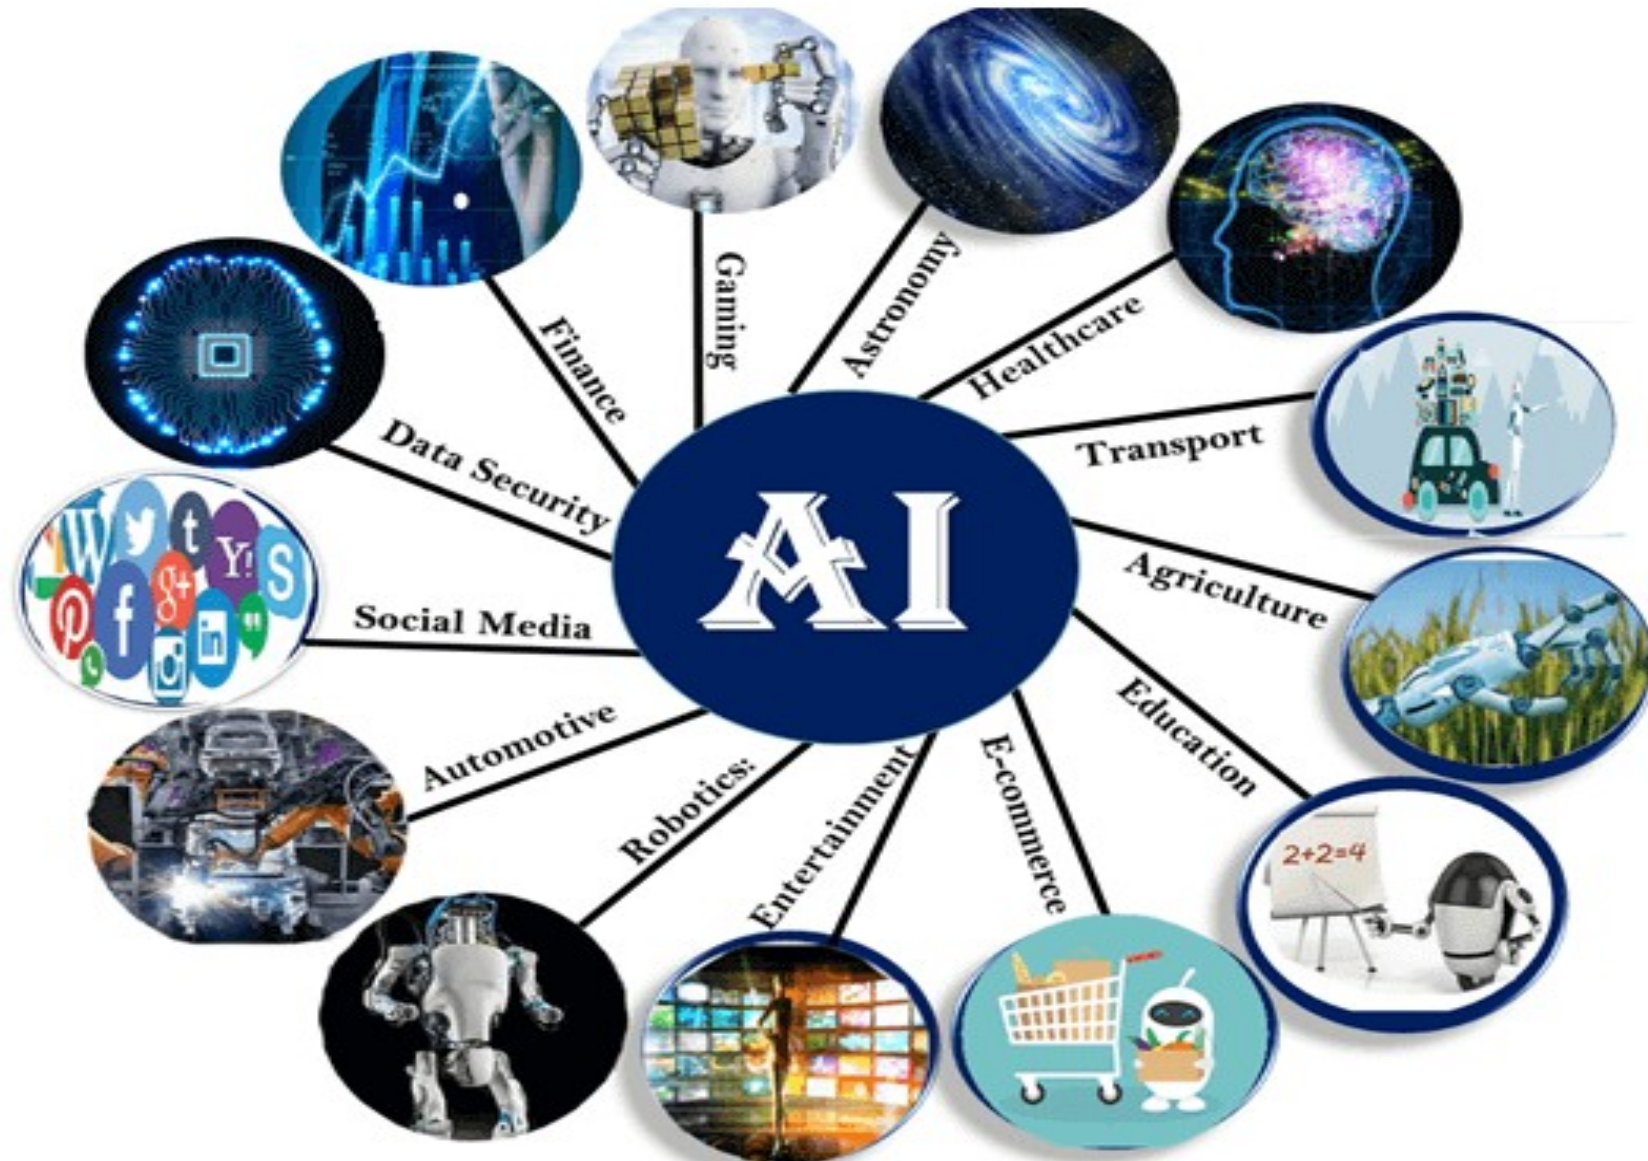 Gaming
Astronomy
Healthcare
Transport
Agriculture
Education
E-commerce
Entertainment
Robotics:
Automotive
Social Media
Data Security
Finance
AI
2+2=4
W
t
Y!
S
f
g+
in